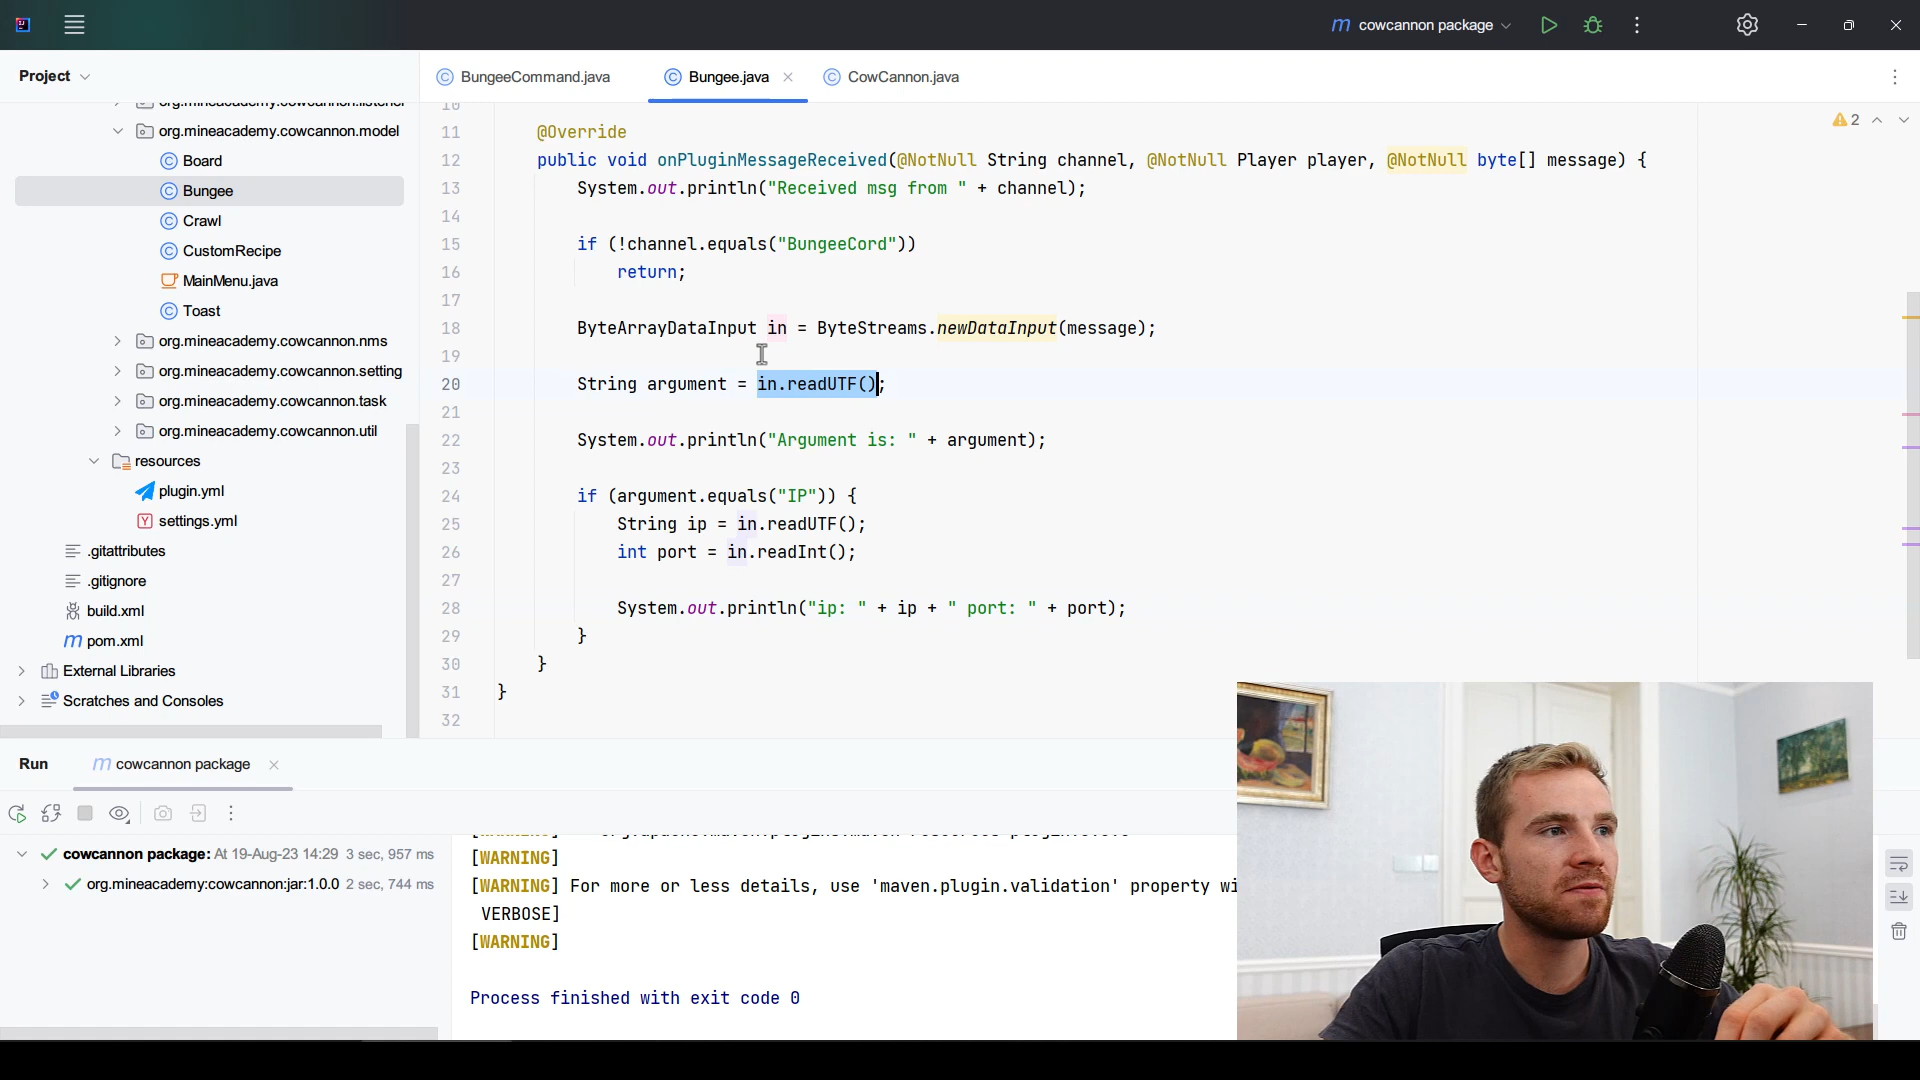 cowcannon package
Project
BungeeCommand.java
Bungee.java
CowCannon.java
org.mineacademy.cowcannon.listener
org.mineacademy.cowcannon.model
Board
Bungee
Crawl
CustomRecipe
MainMenu.java
Toast
org.mineacademy.cowcannon.nms
org.mineacademy.cowcannon.setting
org.mineacademy.cowcannon.task
org.mineacademy.cowcannon.util
resources
plugin.yml
settings.yml
.gitattributes
.gitignore
build.xml
m pom.xml
External Libraries
Scratches and Consoles
2
10
11 @Override
12 public void onPluginMessageReceived(@NotNull String channel, @NotNull Player player, @NotNull byte[] message) {
13 System.out.println("Received msg from " + channel);
14
15 if (!channel.equals("BungeeCord"))
16 return;
17
18 ByteArrayDataInput in = ByteStreams.newDataInput(message);
19
20 String argument = in.readUTF();
21
22 System.out.println("Argument is: " + argument);
23
24 if (argument.equals("IP")) {
25 String ip = in.readUTF();
26 int port = in.readInt();
27
28 System.out.println("ip: " + ip + " port: " + port);
29 }
30 }
31 }
32
Run
m cowcannon package
cowcannon package: At 19-Aug-23 14:29 3 sec, 957 ms
org.mineacademy:cowcannon:jar:1.0.0 2 sec, 744 ms
[WARNING]
[WARNING] For more or less details, use 'maven.plugin.validation' property
VERBOSE]
[WARNING]
Process finished with exit code 0